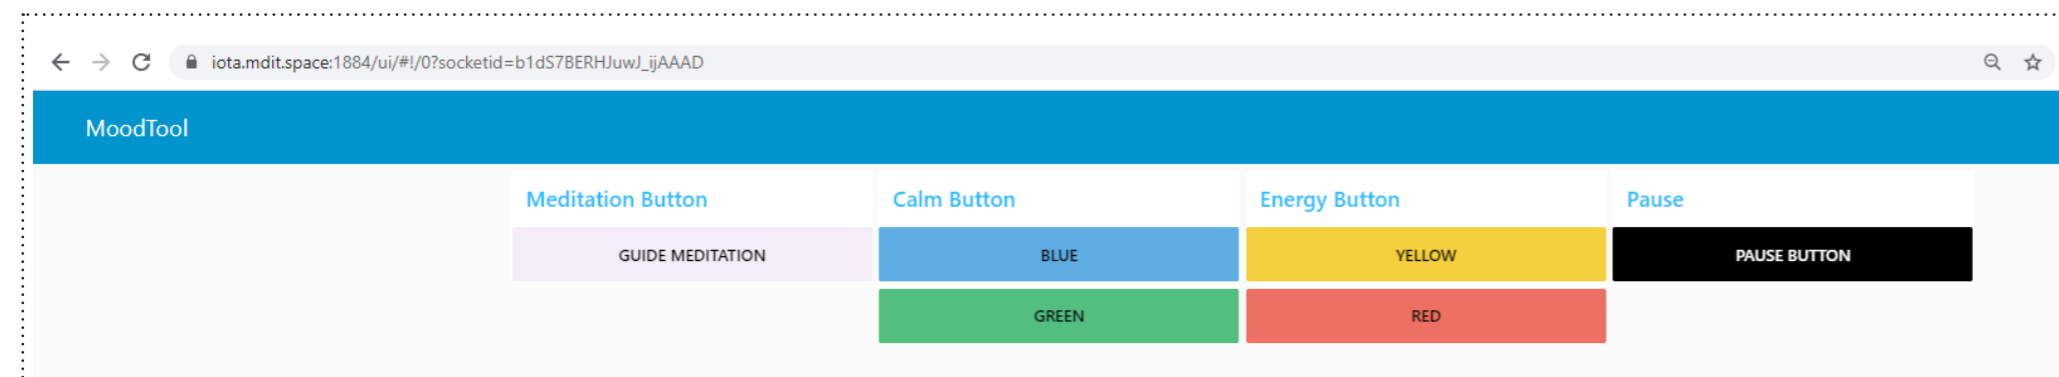 iota.mdit.space:1884/ui/#!/0?socketid=b1dS7BERHJuwJ_ijAAAD
MoodTool
Meditation Button Calm Button Energy Button Pause
GUIDE MEDITATION BLUE YELLOW PAUSE BUTTON
GREEN RED